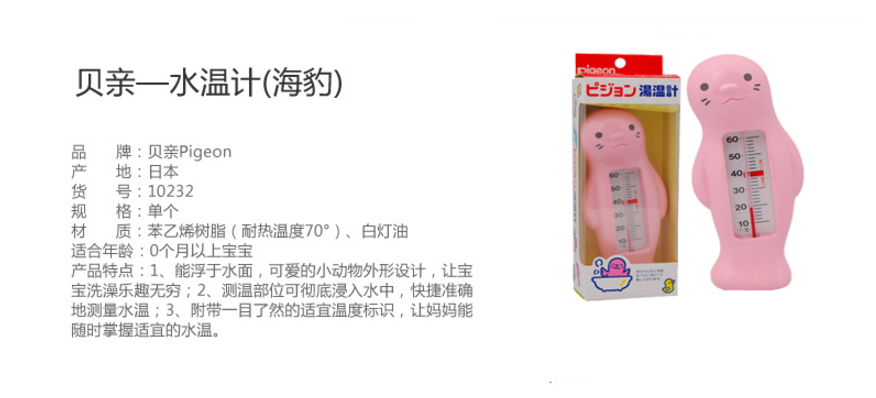 贝亲—水温计(海豹)
品　　牌：贝亲Pigeon
产　　地：日本
货　　号：10232
规　　格：单个
材　　质：苯乙烯树脂（耐热温度70°）、白灯油
适合年龄：0个月以上宝宝
产品特点：1、能浮于水面，可爱的小动物外形设计，让宝
宝洗澡乐趣无穷；2、测温部位可彻底浸入水中，快捷准确
地测量水温；3、附带一目了然的适宜温度标识，让妈妈能
随时掌握适宜的水温。
Pigeon
ピジョン 湯温計
60
50
40
30
20
10
60
50
40
30
20
10